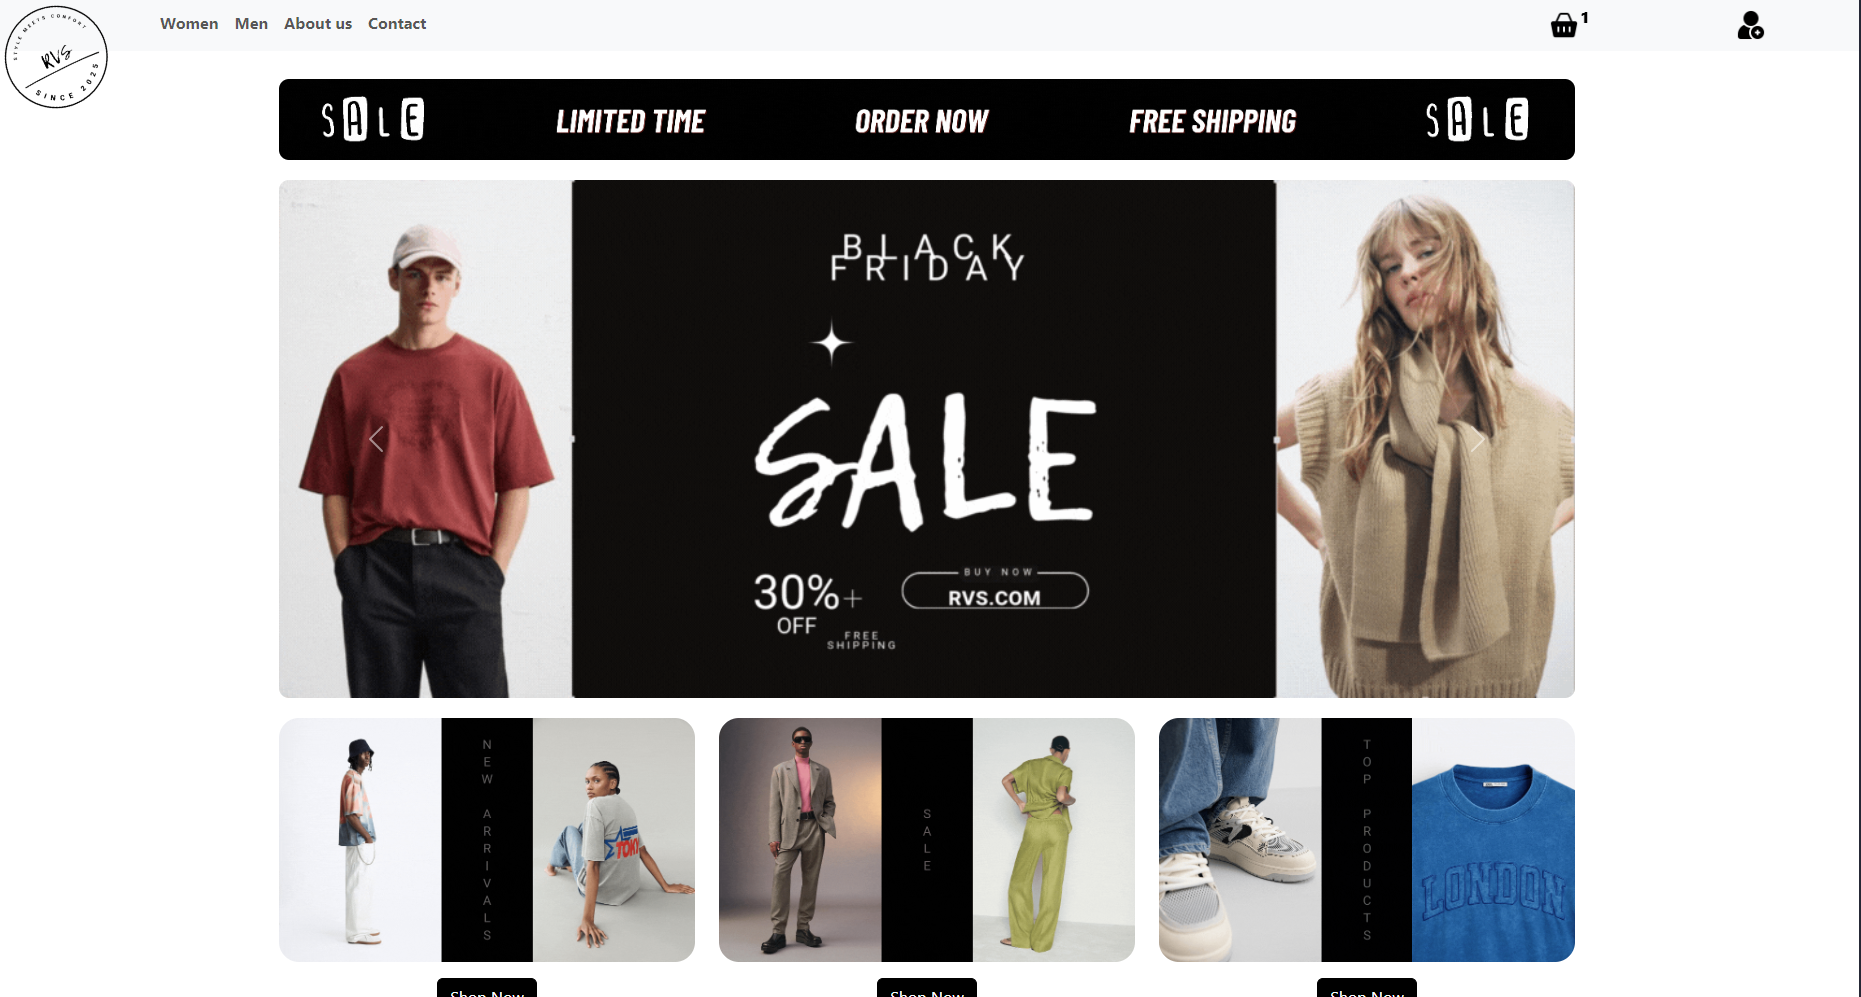 STYLE MEETS COMFORT
RVS
SINCE 2025
Women Men About us Contact
1
SALE LIMITED TIME ORDER NOW FREE SHIPPING SALE
BLACK
FRIDAY
SALE
30%+
OFF
FREE
SHIPPING
BUY NOW
RVS.COM
NEW ARRIVALS
TOKY
SALE
TOP PRODUCTS
LONDON
Shop Now Shop Now Shop Now